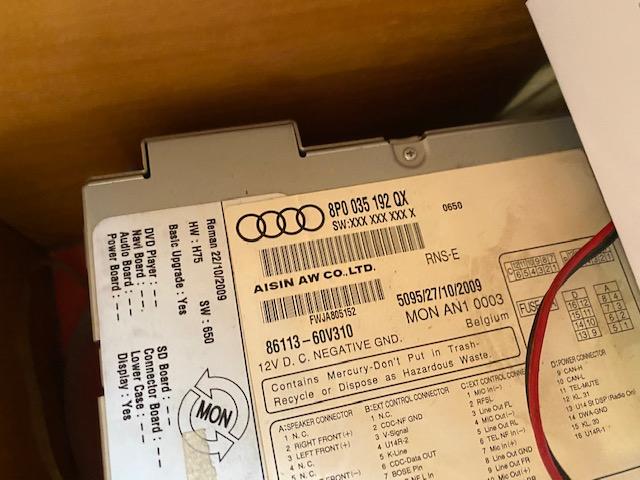 Reman 22/10/2009
HW : H75
SW : 650
Basic Upgrade : Yes
DVD Player---: ---
Navi Board---: ---
Audio Board : ---
Power Board : ---
SD Board : ---
Connector Board : ---
Lower Case : ---
Display : Yes
MON
8P0 035 192 QX
SW:XXX XXX XXX X
0650
RNS-E
AISIN AW CO.,LTD.
FWJA805152
5095/27/10/2009
MON AN1 0003
86113-60V310
Belgium
12V D. C. NEGATIVE GND.
Contains Mercury-Don't Put in Trash-
Recycle or Dispose as Hazardous Waste.
FUSE
A:SPEAKER CONNECTOR
1 N.C.
2 RIGHT FRONT(+)
3 LEFT FRONT(+)
4 N.C.
5 N.C.
B:EXT CONTROL CONNECTOR
1 N.C.
2 CDC-NF GND
3 V-Signal
4 U14R-2
5 K-Line
6 CDC-Data OUT
7 BOSE Pin
C:EXT CONTROL CONNE
1 MIC In(-)
2 RPSL
3 Line Out FL
4 MIC Out(-)
5 Line Out RL
6 TEL NF In(-)
7 Mic In(+)
8 Line Out FR
9 Line Out
D:POWER CONNECTOR
9 CAN-H
10 CAN-L
11 TEL-MUTE
12 KL. 31
13 U14 SI DSP (Radio ON)
14 DWA-GND
15 KL.30
16 U14R-1